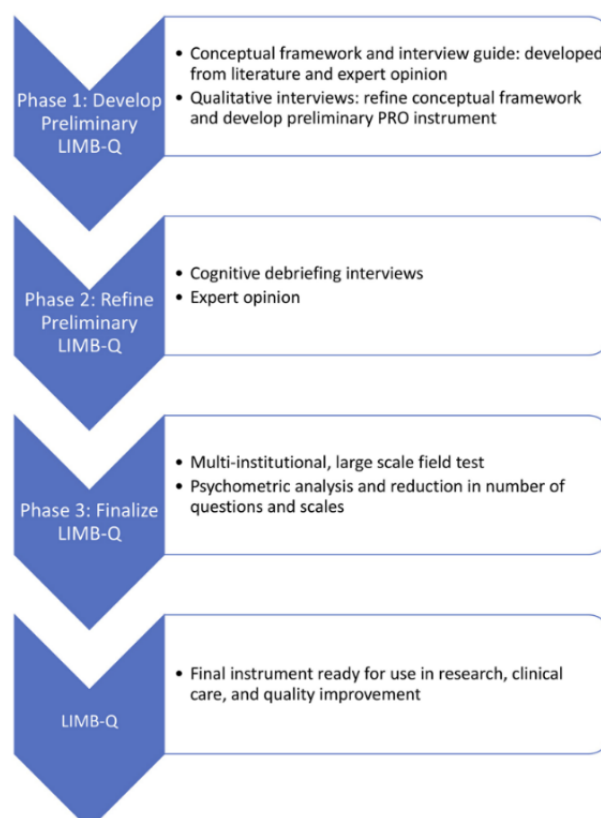 Phase 1: Develop
Preliminary
LIMB-Q
• Conceptual framework and interview guide: developed
from literature and expert opinion
• Qualitative interviews: refine conceptual framework
and develop preliminary PRO instrument
Phase 2: Refine
Preliminary
LIMB-Q
• Cognitive debriefing interviews
• Expert opinion
Phase 3: Finalize
LIMB-Q
• Multi-institutional, large scale field test
• Psychometric analysis and reduction in number of
questions and scales
LIMB-Q
• Final instrument ready for use in research, clinical
care, and quality improvement